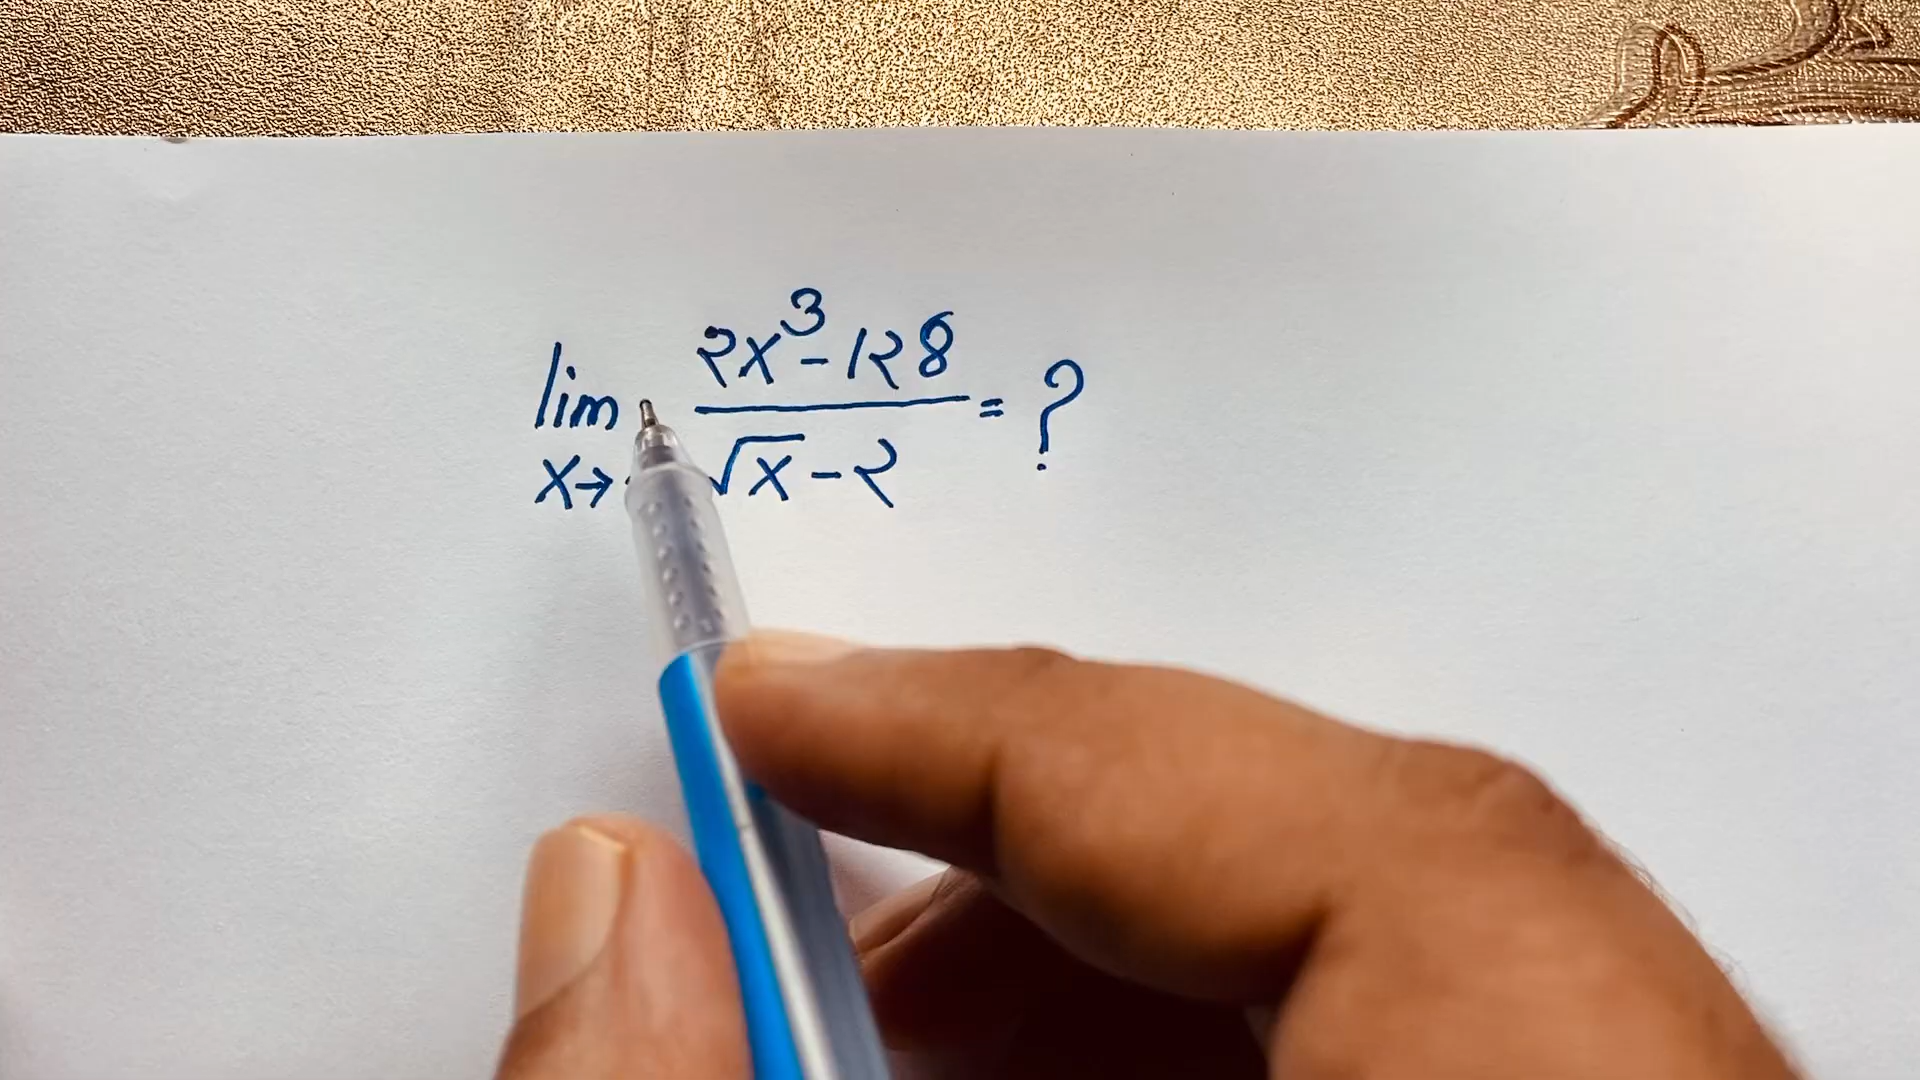 lim 2x³-128 / √x-2 = ?
x→